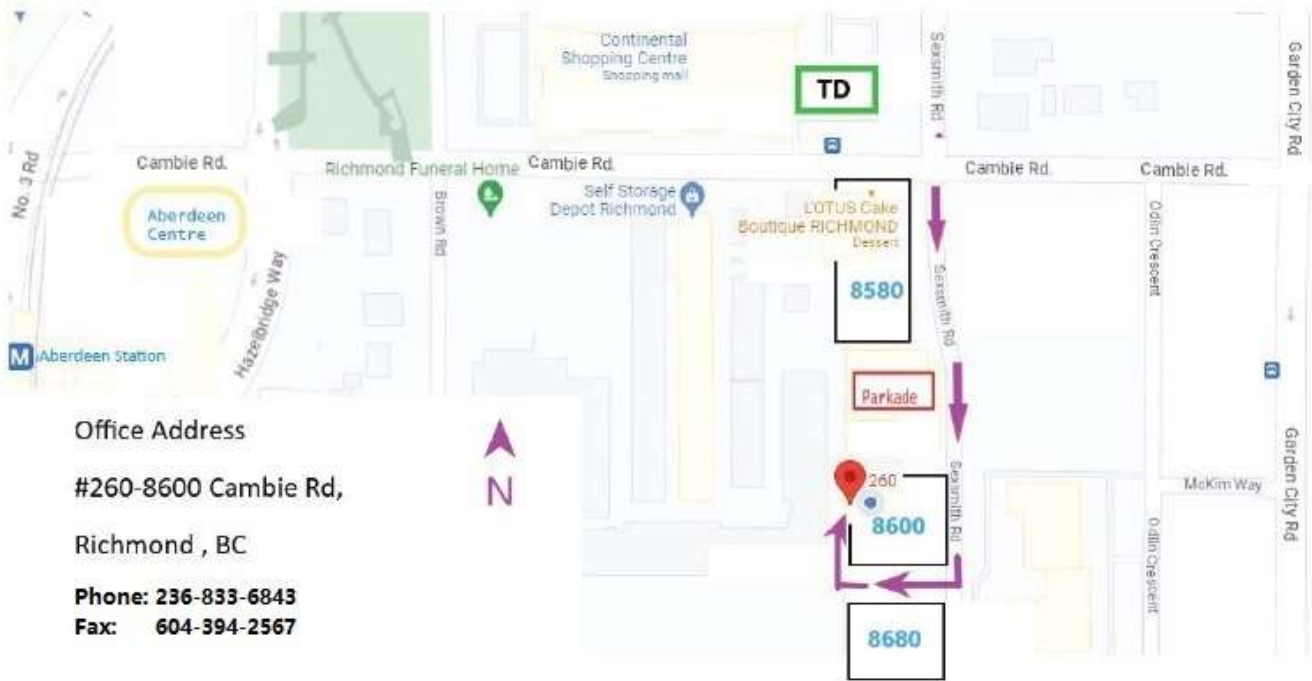 Continental
Shopping Centre
Shopping mall
TD
Sexsmith Rd
Garden City Rd
No. 3 Rd
Cambie Rd.
Richmond Funeral Home
Cambie Rd.
Cambie Rd.
Cambie Rd.
Aberdeen
Centre
Brown Rd
Self Storage
Depot Richmond
LOTUS Cake
Boutique RICHMOND
Dessert
Odlin Crescent
Hazelbridge Way
8580
Sexsmith Rd
M
Aberdeen Station
Parkade
Office Address
#260-8600 Cambie Rd,
Richmond , BC
Phone: 236-833-6843
Fax: 604-394-2567
N
260
8600
Sexsmith Rd
McKim Way
Garden City Rd
Odlin Crescent
8680